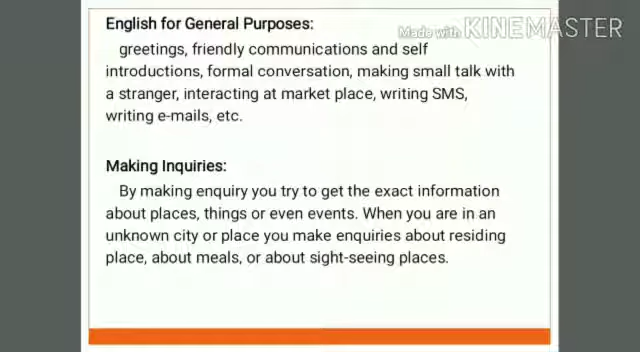 English for General Purposes:
Made with KINEMASTER
greetings, friendly communications and self
introductions, formal conversation, making small talk with
a stranger, interacting at market place, writing SMS,
writing e-mails, etc.
Making Inquiries:
By making enquiry you try to get the exact information
about places, things or even events. When you are in an
unknown city or place you make enquiries about residing
place, about meals, or about sight-seeing places.